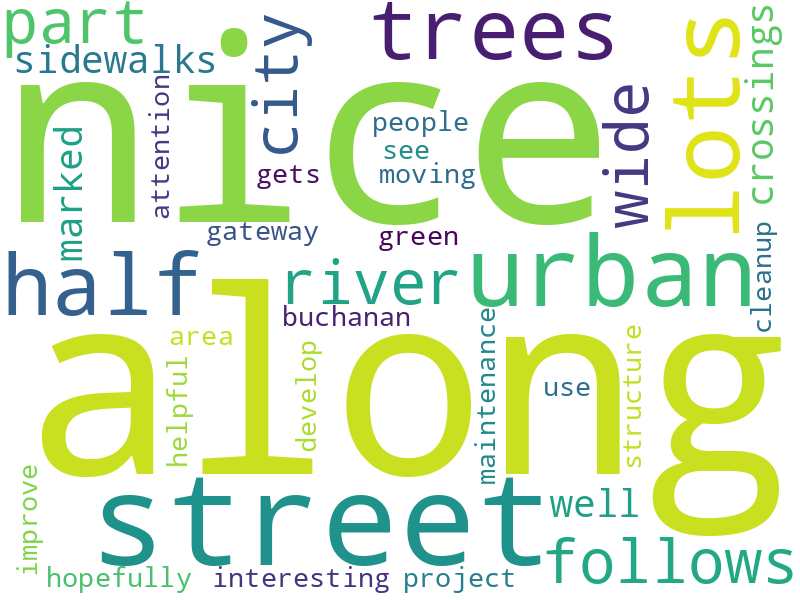 part
sidewalks
nice
city
trees
lots
crossings
wide
attention
marked
people
see
gets
moving
gateway
green
cleanup
half
river
urban
buchanan
along
area
helpful
develop
maintenance
use
structure
street
well
follows
improve
hopefully
interesting
project